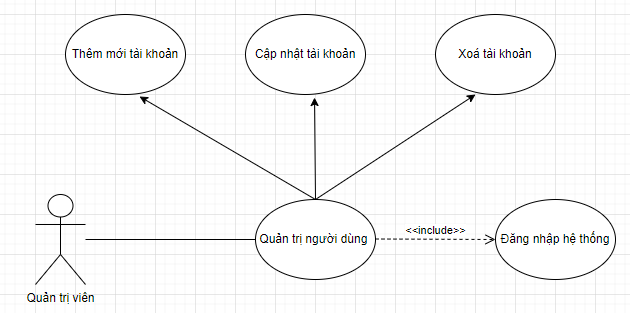 Thêm mới tài khoản
Cập nhật tài khoản
Xoá tài khoản
<<include>>
Quản trị người dùng
Đăng nhập hệ thống
Quản trị viên